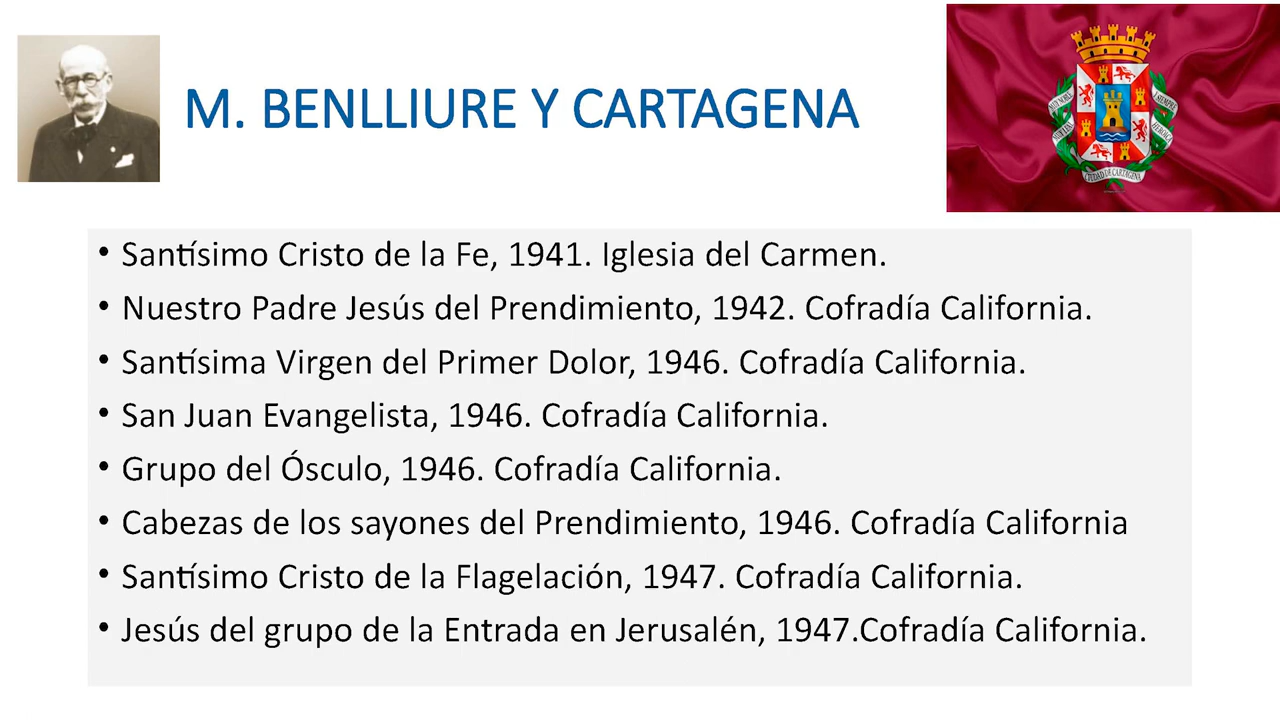 M. BENLLIURE Y CARTAGENA
CIUDAD DE CARTAGENA
• Santísimo Cristo de la Fe, 1941. Iglesia del Carmen.
• Nuestro Padre Jesús del Prendimiento, 1942. Cofradía California.
• Santísima Virgen del Primer Dolor, 1946. Cofradía California.
• San Juan Evangelista, 1946. Cofradía California.
• Grupo del Ósculo, 1946. Cofradía California.
• Cabezas de los sayones del Prendimiento, 1946. Cofradía California
• Santísimo Cristo de la Flagelación, 1947. Cofradía California.
• Jesús del grupo de la Entrada en Jerusalén, 1947.Cofradía California.